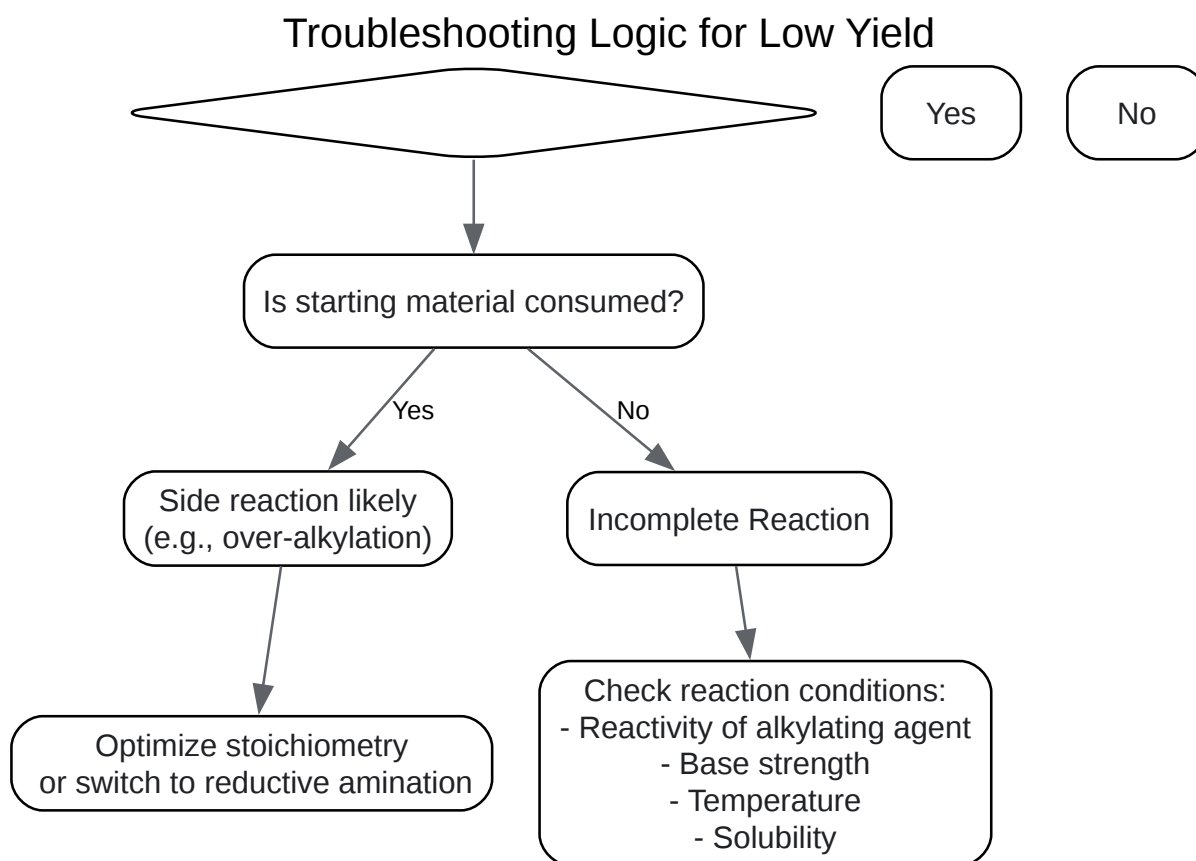 Troubleshooting Logic for Low Yield
Yes
No
Is starting material consumed?
Yes
No
Side reaction likely
(e.g., over-alkylation)
Incomplete Reaction
Optimize stoichiometry
or switch to reductive amination
Check reaction conditions:
- Reactivity of alkylating agent
- Base strength
- Temperature
- Solubility